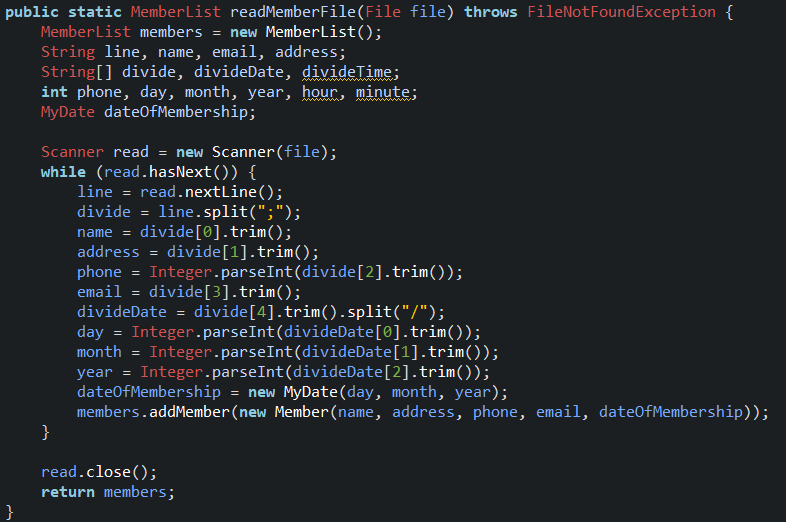 public static MemberList readMemberFile(File file) throws FileNotFoundException {
    MemberList members = new MemberList();
    String line, name, email, address;
    String[] divide, divideDate, divideTime;
    int phone, day, month, year, hour, minute;
    MyDate dateOfMembership;

    Scanner read = new Scanner(file);
    while (read.hasNext()) {
        line = read.nextLine();
        divide = line.split(";");
        name = divide[0].trim();
        address = divide[1].trim();
        phone = Integer.parseInt(divide[2].trim());
        email = divide[3].trim();
        divideDate = divide[4].trim().split("/");
        day = Integer.parseInt(divideDate[0].trim());
        month = Integer.parseInt(divideDate[1].trim());
        year = Integer.parseInt(divideDate[2].trim());
        dateOfMembership = new MyDate(day, month, year);
        members.addMember(new Member(name, address, phone, email, dateOfMembership));
    }

    read.close();
    return members;
}